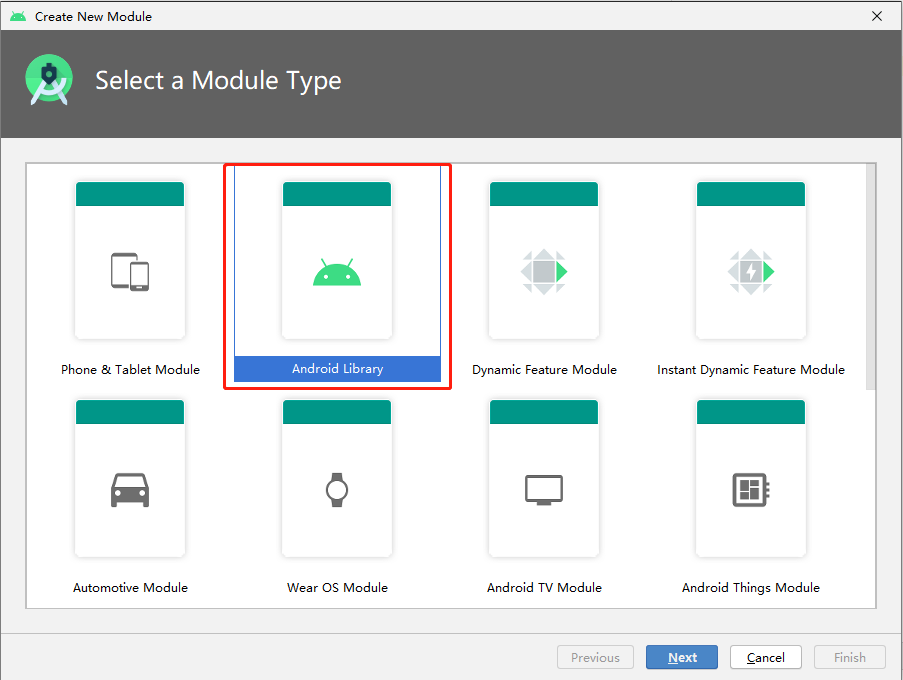 Create New Module
Select a Module Type
Phone & Tablet Module
Android Library
Dynamic Feature Module
Instant Dynamic Feature Module
Automotive Module
Wear OS Module
Android TV Module
Android Things Module
Previous
Next
Cancel
Finish